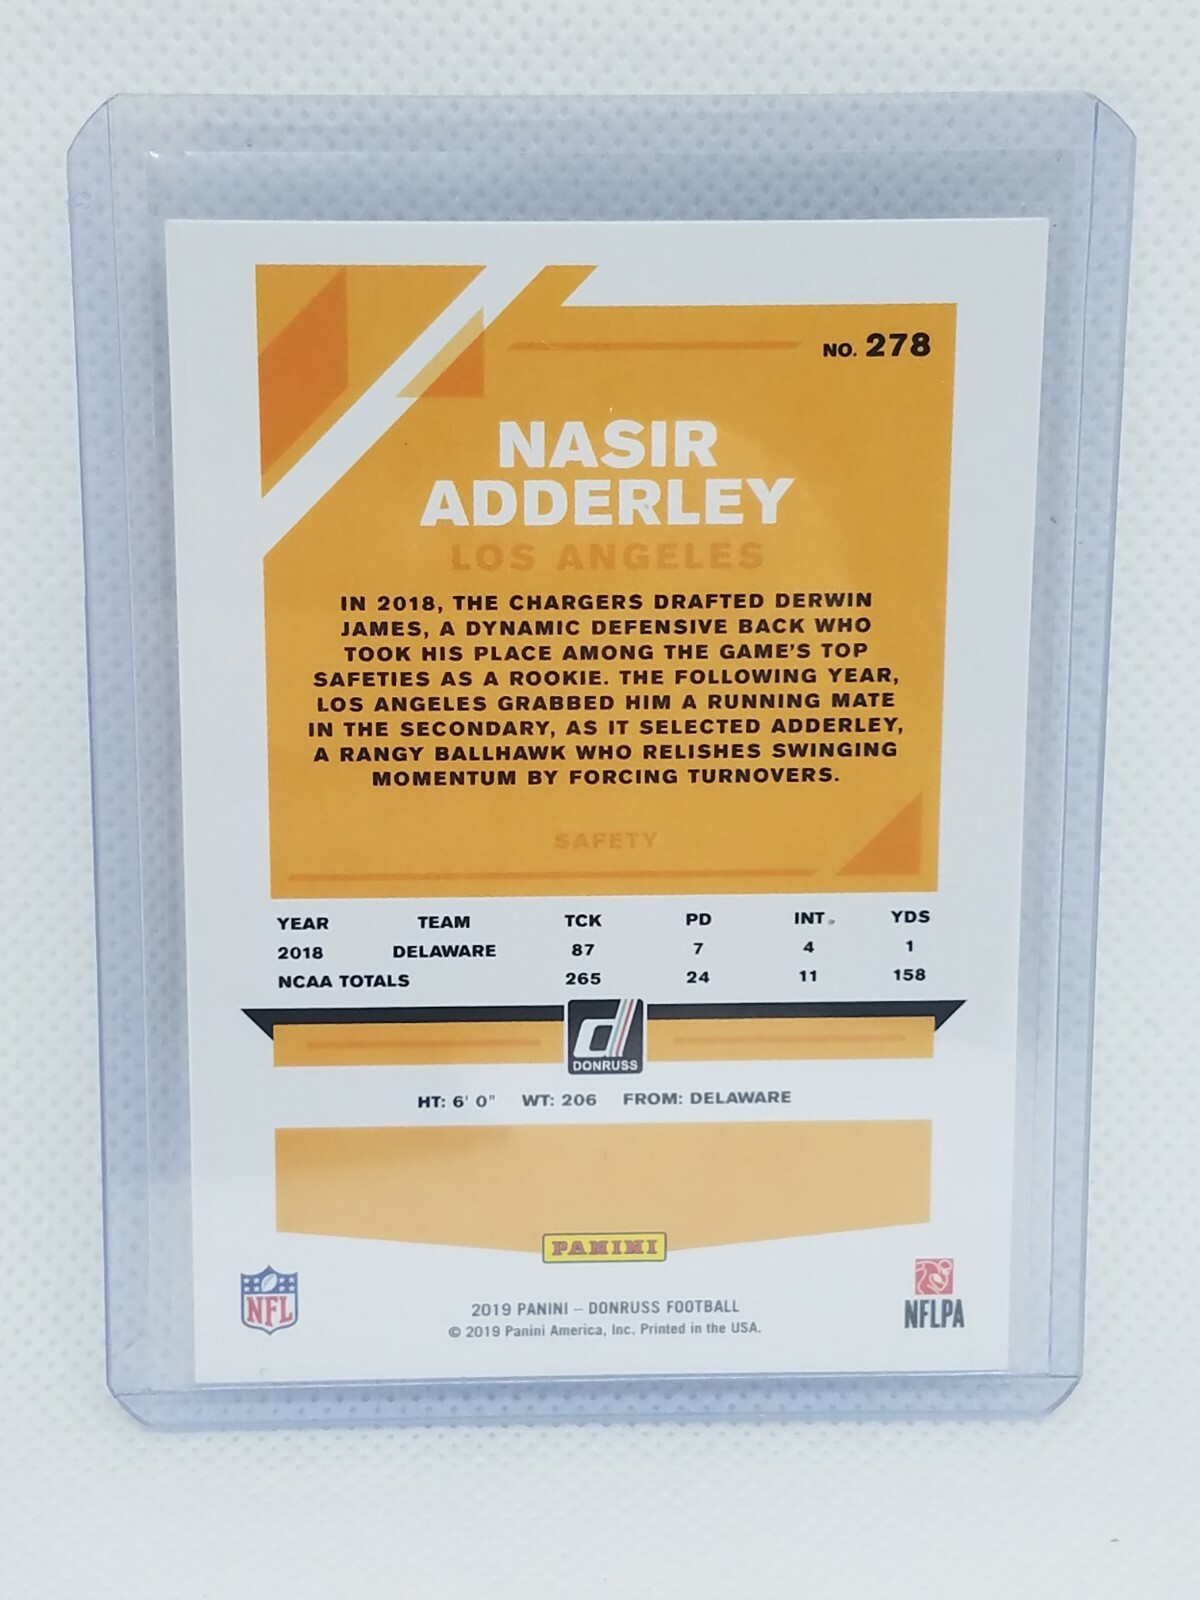 NO. 278
NASIR
ADDERLEY
LOS ANGELES
IN 2018, THE CHARGERS DRAFTED DERWIN
JAMES, A DYNAMIC DEFENSIVE BACK WHO
TOOK HIS PLACE AMONG THE GAME'S TOP
SAFETIES AS A ROOKIE. THE FOLLOWING YEAR,
LOS ANGELES GRABBED HIM A RUNNING MATE
IN THE SECONDARY, AS IT SELECTED ADDERLEY,
A RANGY BALLHAWK WHO RELISHES SWINGING
MOMENTUM BY FORCING TURNOVERS.
SAFETY
YEAR TEAM TCK PD INT YDS
2018 DELAWARE 87 7 4 1
NCAA TOTALS 265 24 11 158
d
DONRUSS
HT: 6' 0" WT: 206 FROM: DELAWARE
PANINI
NFL
NFLPA
2019 PANINI – DONRUSS FOOTBALL
© 2019 Panini America, Inc. Printed in the USA.